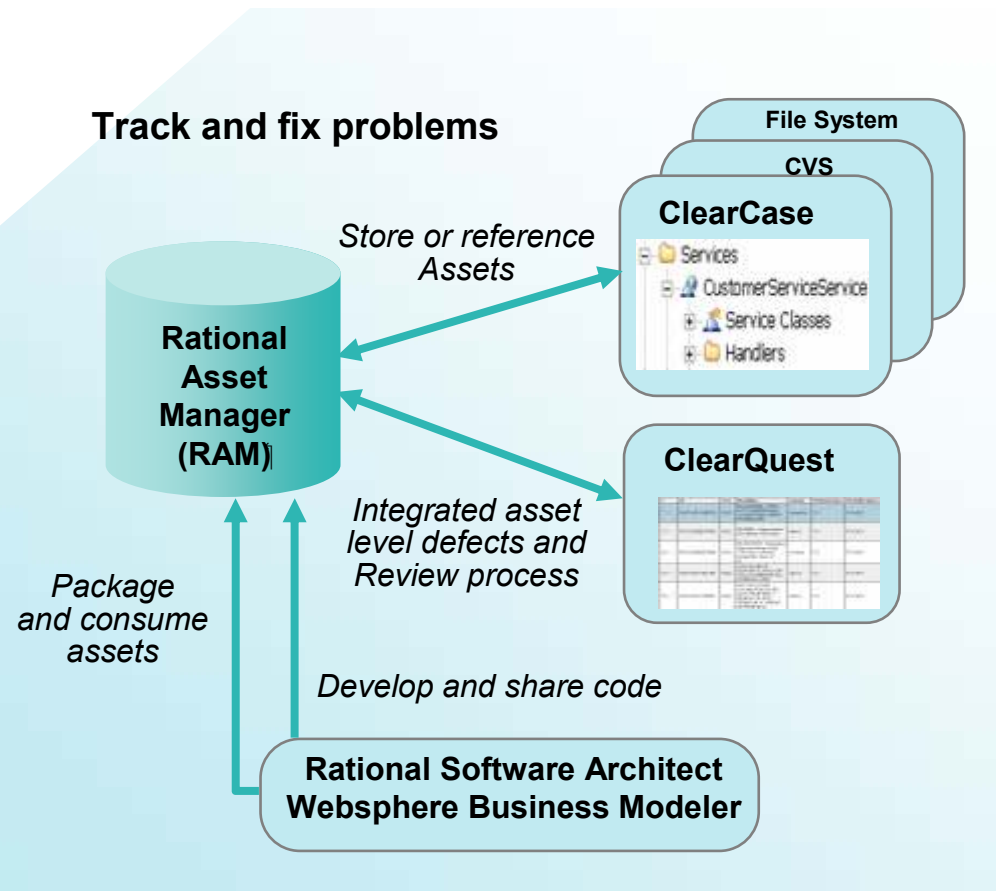 Track and fix problems
File System
CVS
ClearCase
Services
CustomerServiceService
Service Classes
Handlers
Store or reference
Assets
Rational
Asset
Manager
(RAM)
ClearQuest
Integrated asset
level defects and
Review process
Package
and consume
assets
Develop and share code
Rational Software Architect
Websphere Business Modeler